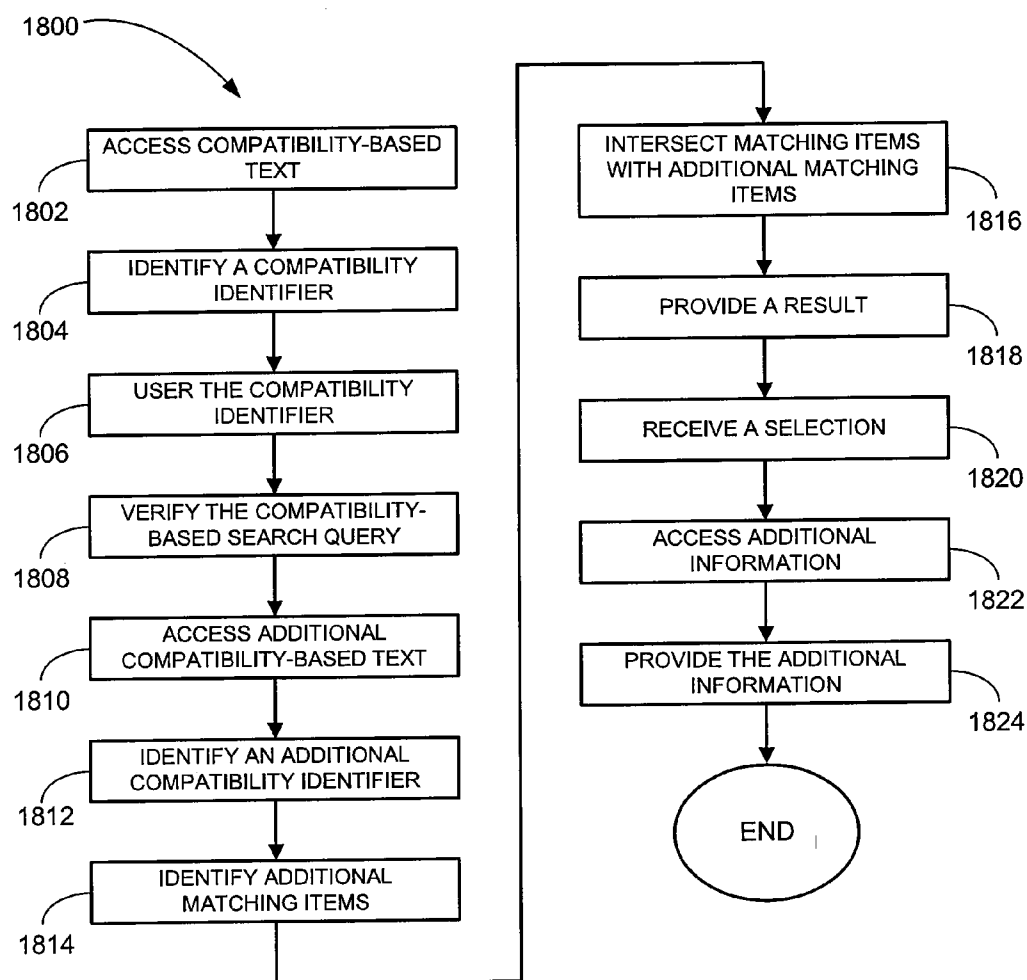 1800
ACCESS COMPATIBILITY-BASED
TEXT
1802
IDENTIFY A COMPATIBILITY
IDENTIFIER
1804
USER THE COMPATIBILITY
IDENTIFIER
1806
VERIFY THE COMPATIBILITY-
BASED SEARCH QUERY
1808
ACCESS ADDITIONAL
COMPATIBILITY-BASED TEXT
1810
IDENTIFY AN ADDITIONAL
COMPATIBILITY IDENTIFIER
1812
IDENTIFY ADDITIONAL
MATCHING ITEMS
1814
INTERSECT MATCHING ITEMS
WITH ADDITIONAL MATCHING
ITEMS
1816
PROVIDE A RESULT
1818
RECEIVE A SELECTION
1820
ACCESS ADDITIONAL
INFORMATION
1822
PROVIDE THE ADDITIONAL
INFORMATION
1824
END